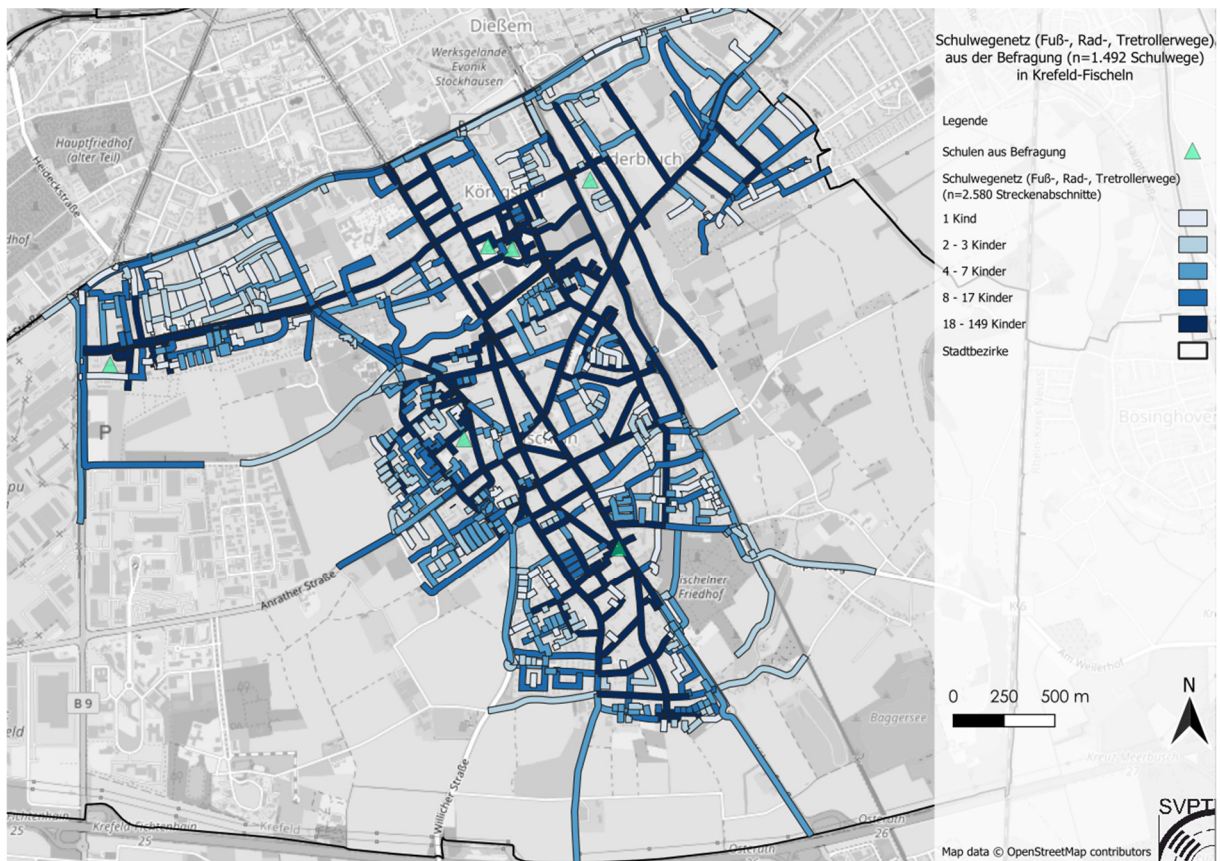 Dießem
Werksgelände
Evonik
Stockhausen
Hauptfriedhof
(alter Teil)
Heideckstraße
P
Anrather Straße
Friedhof
B 9
Willicher Straße
Baggersee
Am Weilerhof
Bosinghoven
Krefeld-Fichtenhain
25
25
Krefeld
Osterath
Osterath
26
27
Schulwegenetz (Fuß-, Rad-, Tretrollerwege)
aus der Befragung (n=1.492 Schulwege)
in Krefeld-Fischeln
Legende
Schulen aus Befragung
Schulwegenetz (Fuß-, Rad-, Tretrollerwege)
(n=2.580 Streckenabschnitte)
1 Kind
2 - 3 Kinder
4 - 7 Kinder
8 - 17 Kinder
18 - 149 Kinder
Stadtbezirke
0 250 500 m
N
SVPT
Map data © OpenStreetMap contributors